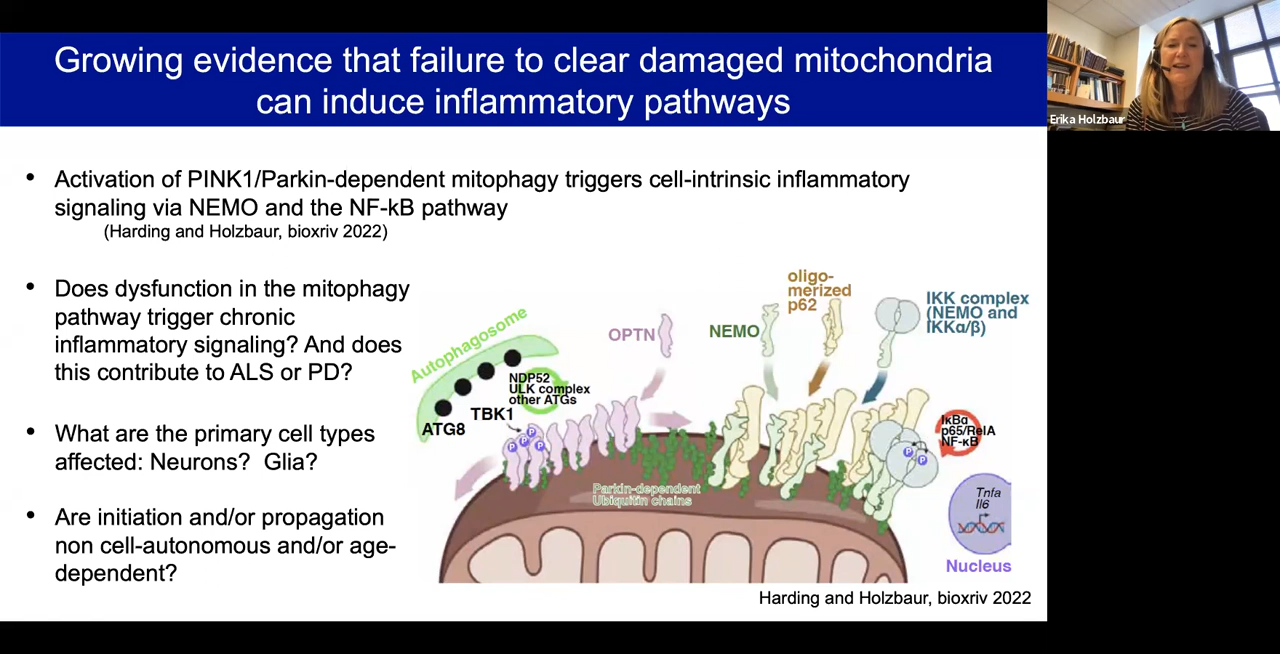 Growing evidence that failure to clear damaged mitochondria
can induce inflammatory pathways
Erika Holzbaur
• Activation of PINK1/Parkin-dependent mitophagy triggers cell-intrinsic inflammatory
signaling via NEMO and the NF-kB pathway
(Harding and Holzbaur, bioxriv 2022)
• Does dysfunction in the mitophagy
pathway trigger chronic
inflammatory signaling? And does
this contribute to ALS or PD?
• What are the primary cell types
affected: Neurons? Glia?
• Are initiation and/or propagation
non cell-autonomous and/or age-
dependent?
Autophagosome
ATG8
TBK1
NDP52
ULK complex
other ATGs
P P P P
OPTN
NEMO
oligo-
merized
p62
IKK complex
(NEMO and
IKKα/β)
Parkin-dependent
Ubiquitin chains
P P
IκBα
p65/RelA
NF-κB
Tnfa
Il6
Nucleus
Harding and Holzbaur, bioxriv 2022